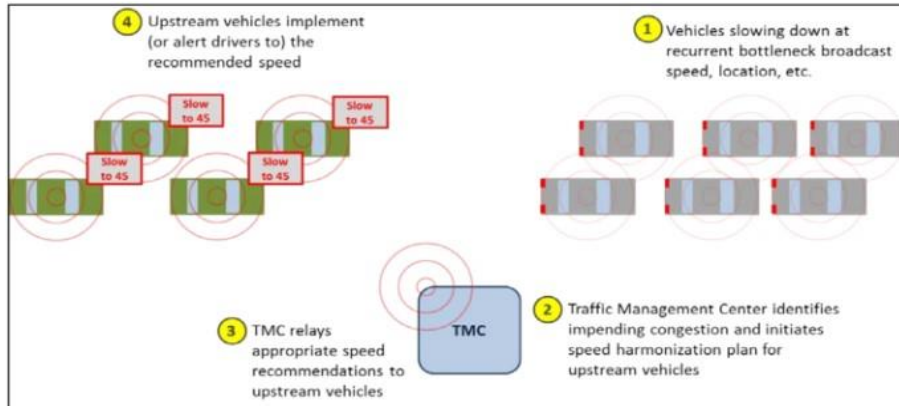 4 Upstream vehicles implement
(or alert drivers to) the
recommended speed
1 Vehicles slowing down at
recurrent bottleneck broadcast
speed, location, etc.
Slow
to 45
Slow
to 45
Slow
to 45
Slow
to 45
TMC
2 Traffic Management Center identifies
impending congestion and initiates
speed harmonization plan for
upstream vehicles
3 TMC relays
appropriate speed
recommendations to
upstream vehicles